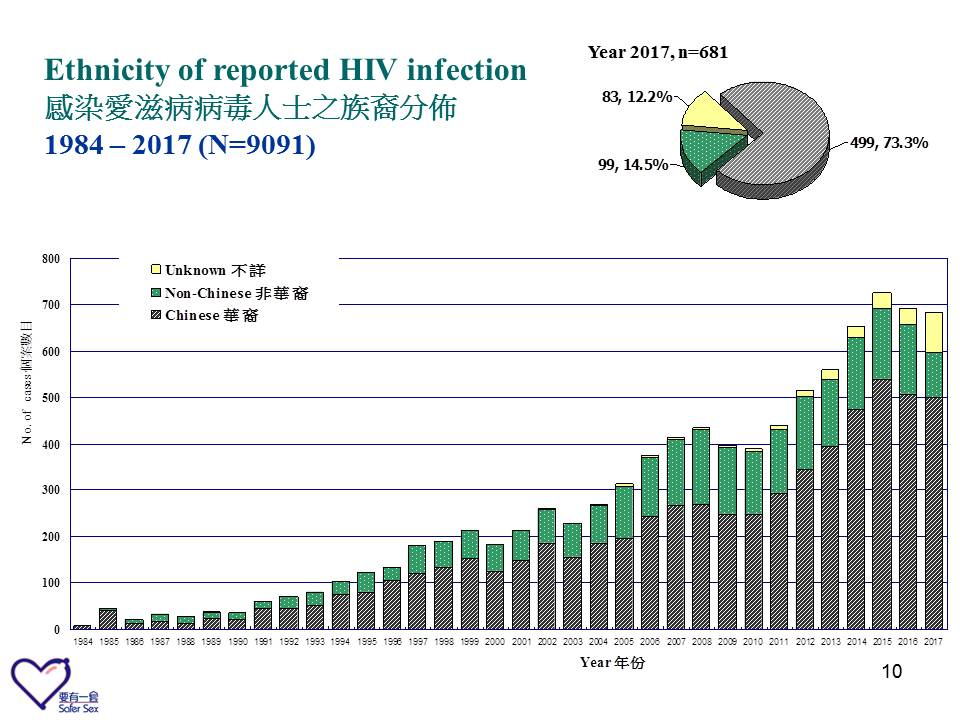 Ethnicity of reported HIV infection
感染愛滋病病毒人士之族裔分佈
1984 – 2017 (N=9091)
Year 2017, n=681
83, 12.2%
499, 73.3%
99, 14.5%
Unknown 不詳
Non-Chinese 非華裔
Chinese 華裔
No. of cases 個案數目
800
700
600
500
400
300
200
100
0
1984 1985 1986 1987 1988 1989 1990 1991 1992 1993 1994 1995 1996 1997 1998 1999 2000 2001 2002 2003 2004 2005 2006 2007 2008 2009 2010 2011 2012 2013 2014 2015 2016 2017
Year 年份
要有一套
Safer Sex
10